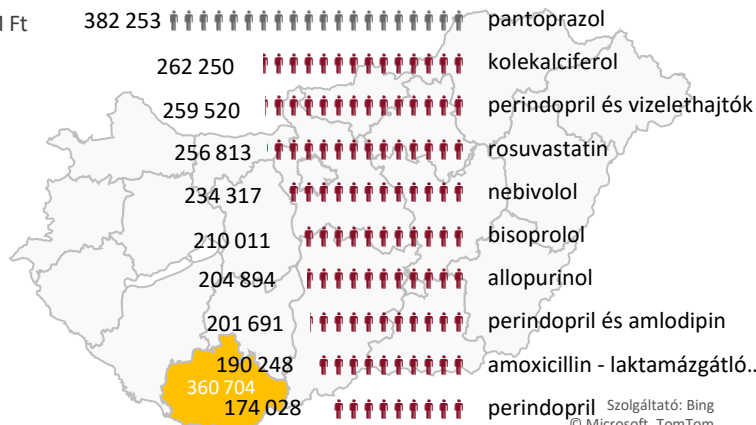 Ft
382 253 pantoprazol
262 250 kolekalciferol
259 520 perindopril és vizelethajtók
256 813 rosuvastatin
234 317 nebivolol
210 011 bisoprolol
204 894 allopurinol
201 691 perindopril és amlodipin
190 248 amoxicillin - laktamázgátló..
360 704
174 028 perindopril
Szolgáltató: Bing
© Microsoft, TomTom